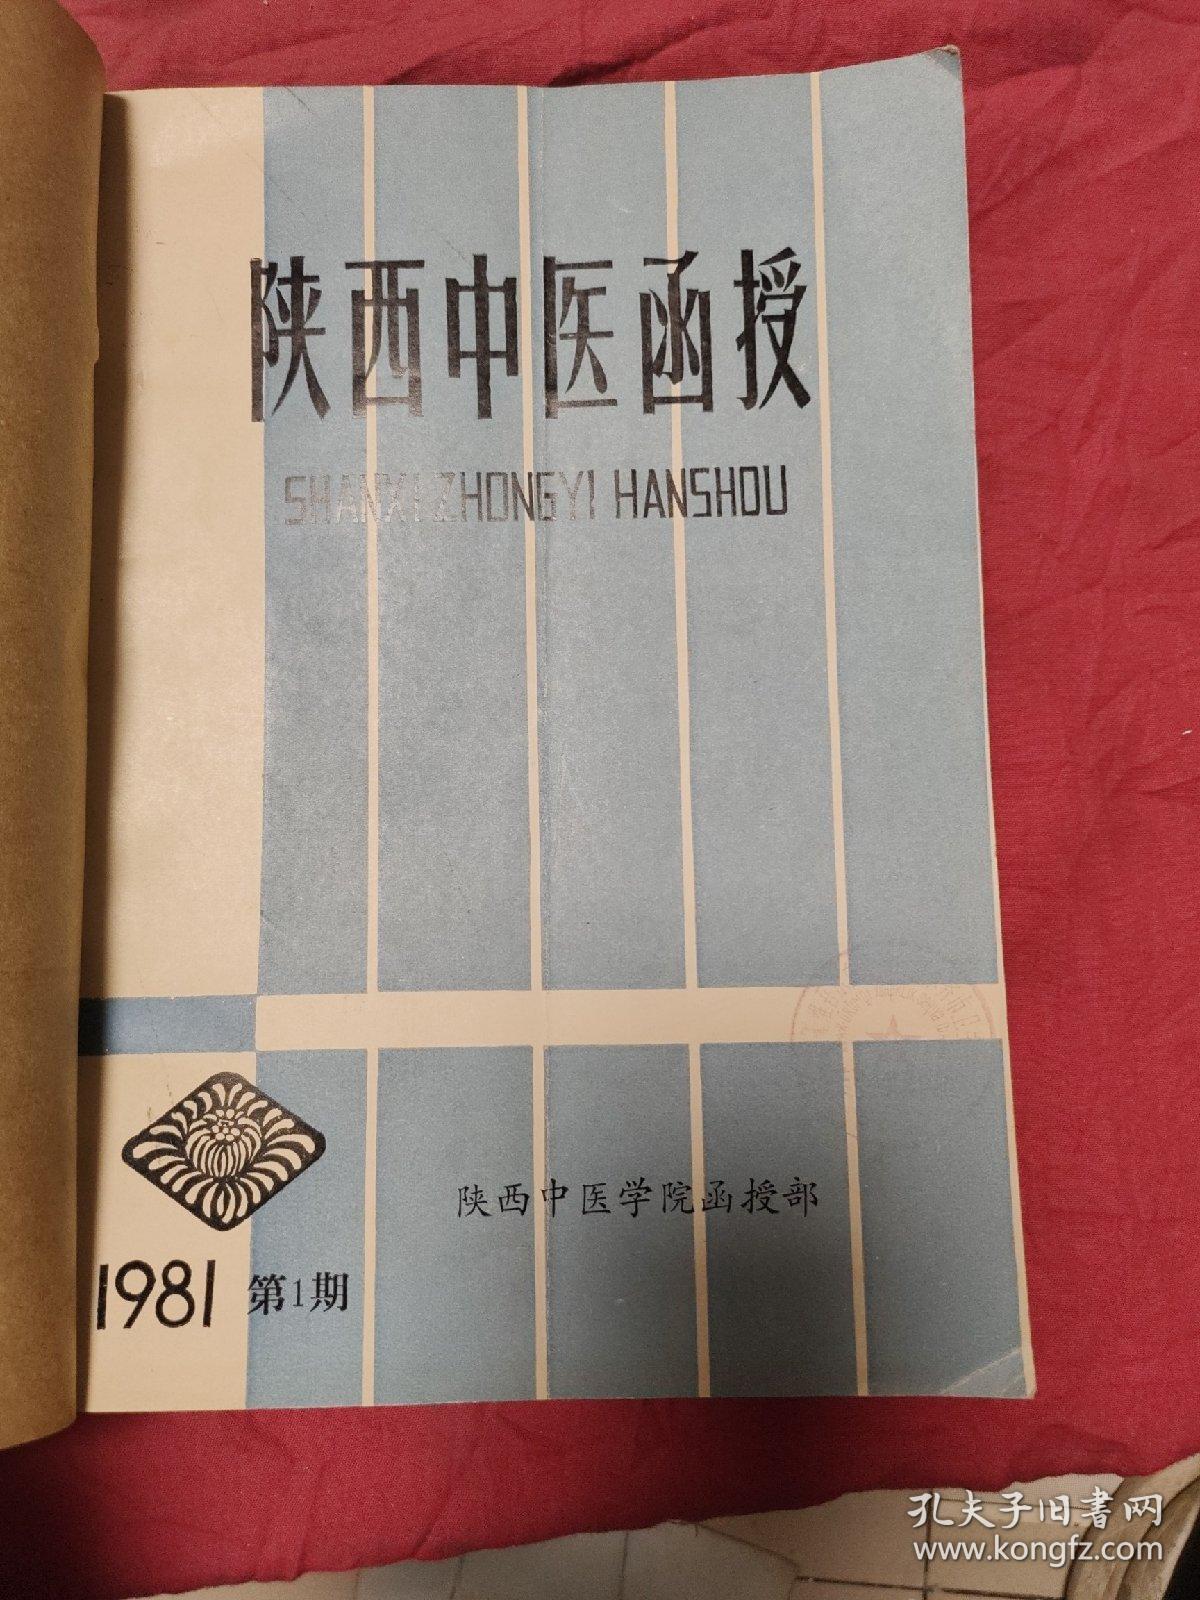 陕西中医函授
SHANXI ZHONGYI HANSHOU
陕西中医学院函授部
1981 第1期
孔夫子旧书网
www.kongfz.com